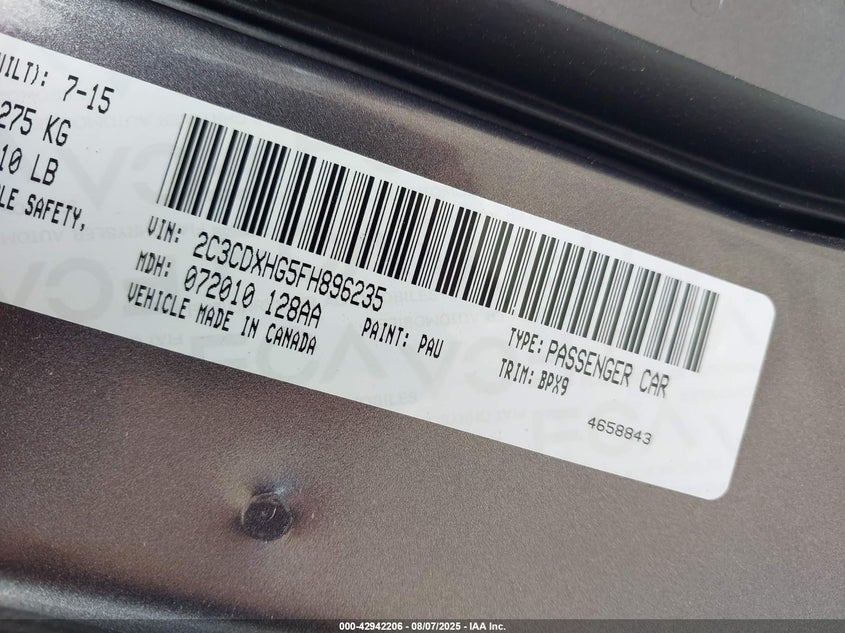 UILT): 7-15
275 KG
10 LB
LE SAFETY,
VIN: 2C3CDXHG5FH896235
MDH: 072010 128AA
VEHICLE MADE IN CANADA
PAINT: PAU
TYPE: PASSENGER CAR
TRIM: BPX9
4658843
000-42942206 - 08/07/2025 - IAA Inc.